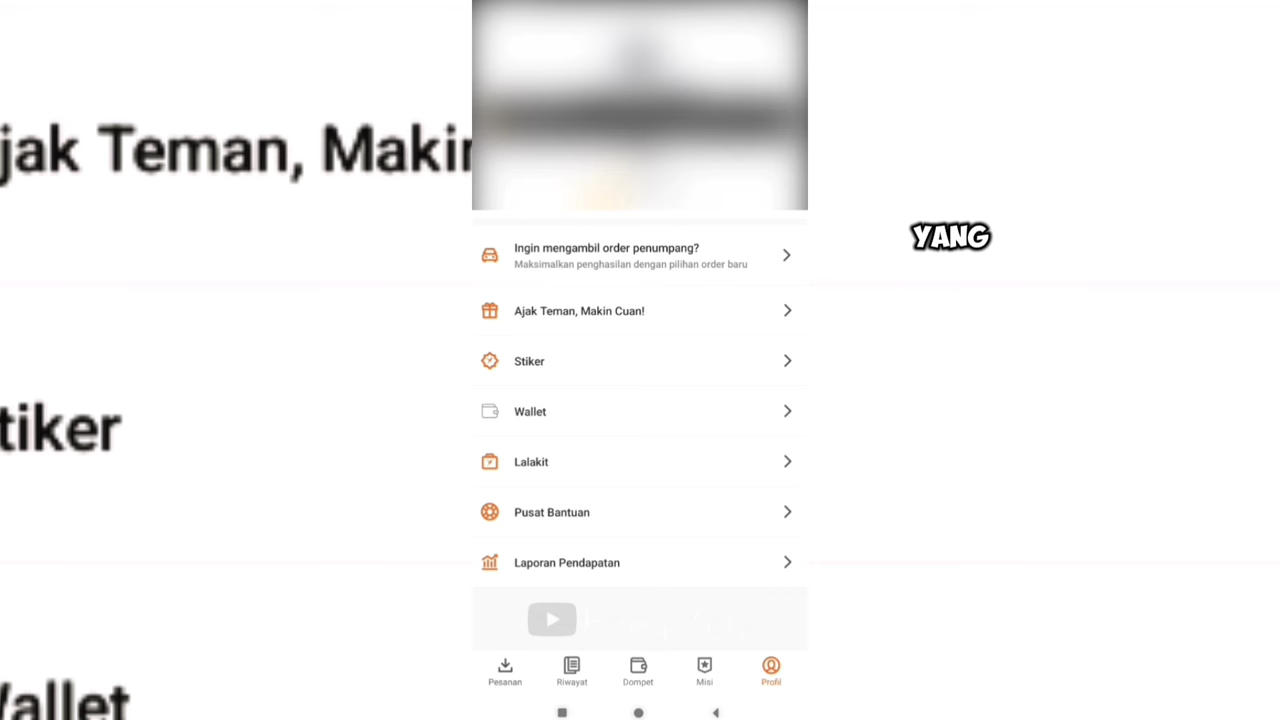 jak Teman, Makin
tiker
Wallet
YANG
Ingin mengambil order penumpang?
Maksimalkan penghasilan dengan pilihan order baru
Ajak Teman, Makin Cuan!
Stiker
Wallet
Lalakit
Pusat Bantuan
Laporan Pendapatan
Pesanan
Riwayat
Dompet
Misi
Profil